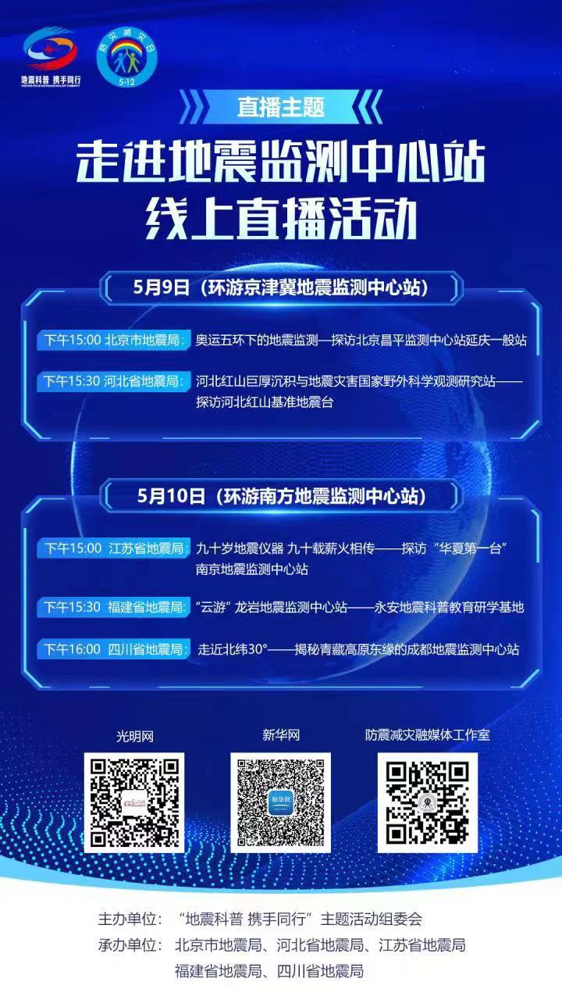 地震科普 携手同行
防灾减灾日
5·12
直播主题
走进地震监测中心站
线上直播活动
5月9日（环游京津冀地震监测中心站）
下午15:00 北京市地震局： 奥运五环下的地震监测—探访北京昌平监测中心站延庆一般站
下午15:30 河北省地震局： 河北红山巨厚沉积与地震灾害国家野外科学观测研究站——
探访河北红山基准地震台
5月10日（环游南方地震监测中心站）
下午15:00 江苏省地震局： 九十岁地震仪器 九十载薪火相传——探访“华夏第一台”
南京地震监测中心站
下午15:30 福建省地震局: “云游”龙岩地震监测中心站——永安地震科普教育研学基地
下午16:00 四川省地震局： 走近北纬30°——揭秘青藏高原东缘的成都地震监测中心站
光明网 新华网 防震减灾融媒体工作室
新华网
主办单位： “地震科普 携手同行”主题活动组委会
承办单位： 北京市地震局、河北省地震局、江苏省地震局
福建省地震局、四川省地震局